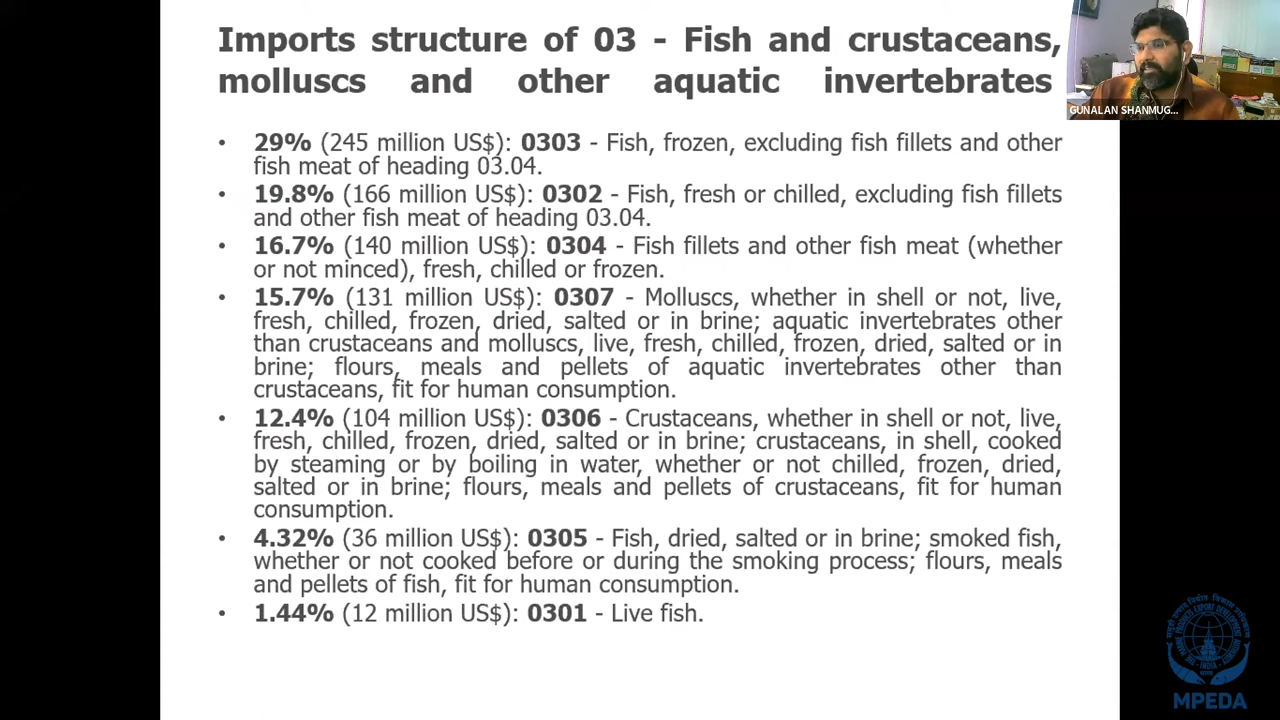 Imports structure of 03 - Fish and crustaceans,
molluscs and other aquatic invertebrates
GUNALAN SHANMUG...
• 29% (245 million US$): 0303 - Fish, frozen, excluding fish fillets and other
fish meat of heading 03.04.
• 19.8% (166 million US$): 0302 - Fish, fresh or chilled, excluding fish fillets
and other fish meat of heading 03.04.
• 16.7% (140 million US$): 0304 - Fish fillets and other fish meat (whether
or not minced), fresh, chilled or frozen.
• 15.7% (131 million US$): 0307 - Molluscs, whether in shell or not, live,
fresh, chilled, frozen, dried, salted or in brine; aquatic invertebrates other
than crustaceans and molluscs, live, fresh, chilled, frozen, dried, salted or in
brine; flours, meals and pellets of aquatic invertebrates other than
crustaceans, fit for human consumption.
• 12.4% (104 million US$): 0306 - Crustaceans, whether in shell or not, live,
fresh, chilled, frozen, dried, salted or in brine; crustaceans, in shell, cooked
by steaming or by boiling in water, whether or not chilled, frozen, dried,
salted or in brine; flours, meals and pellets of crustaceans, fit for human
consumption.
• 4.32% (36 million US$): 0305 - Fish, dried, salted or in brine; smoked fish,
whether or not cooked before or during the smoking process; flours, meals
and pellets of fish, fit for human consumption.
• 1.44% (12 million US$): 0301 - Live fish.
THE MARINE PRODUCTS EXPORT DEVELOPMENT AUTHORITY
INDIA
MPEDA